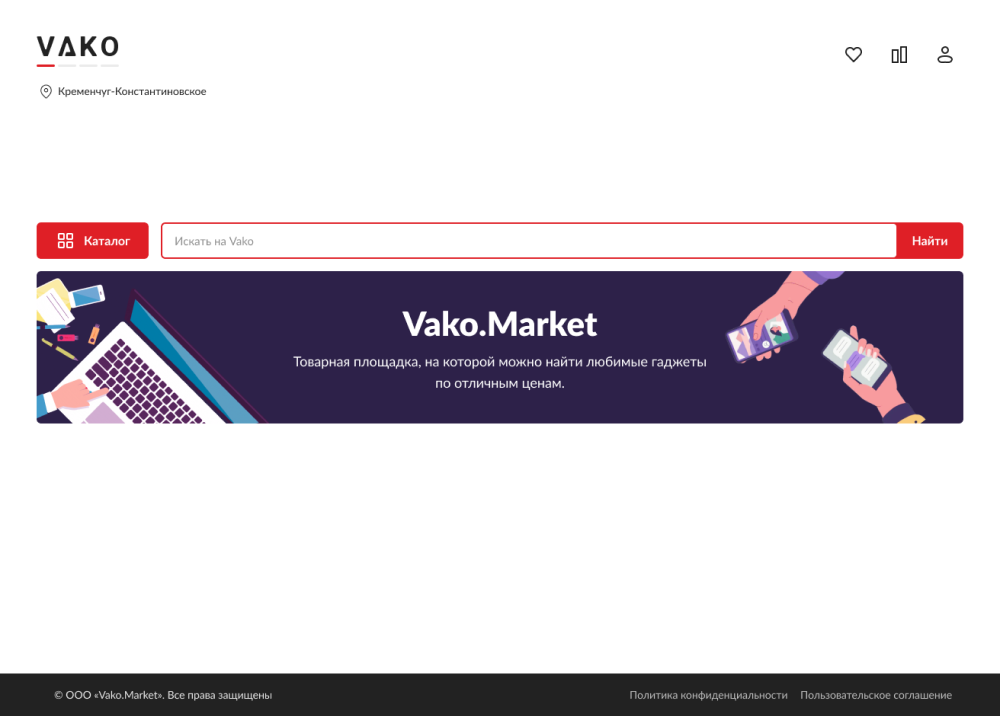 VAKO
Кременчуг-Константиновское
Каталог
Искать на Vako
Найти
Vako.Market
Товарная площадка, на которой можно найти любимые гаджеты
по отличным ценам.
© ООО «Vako.Market». Все права защищены
Политика конфиденциальности
Пользовательское соглашение